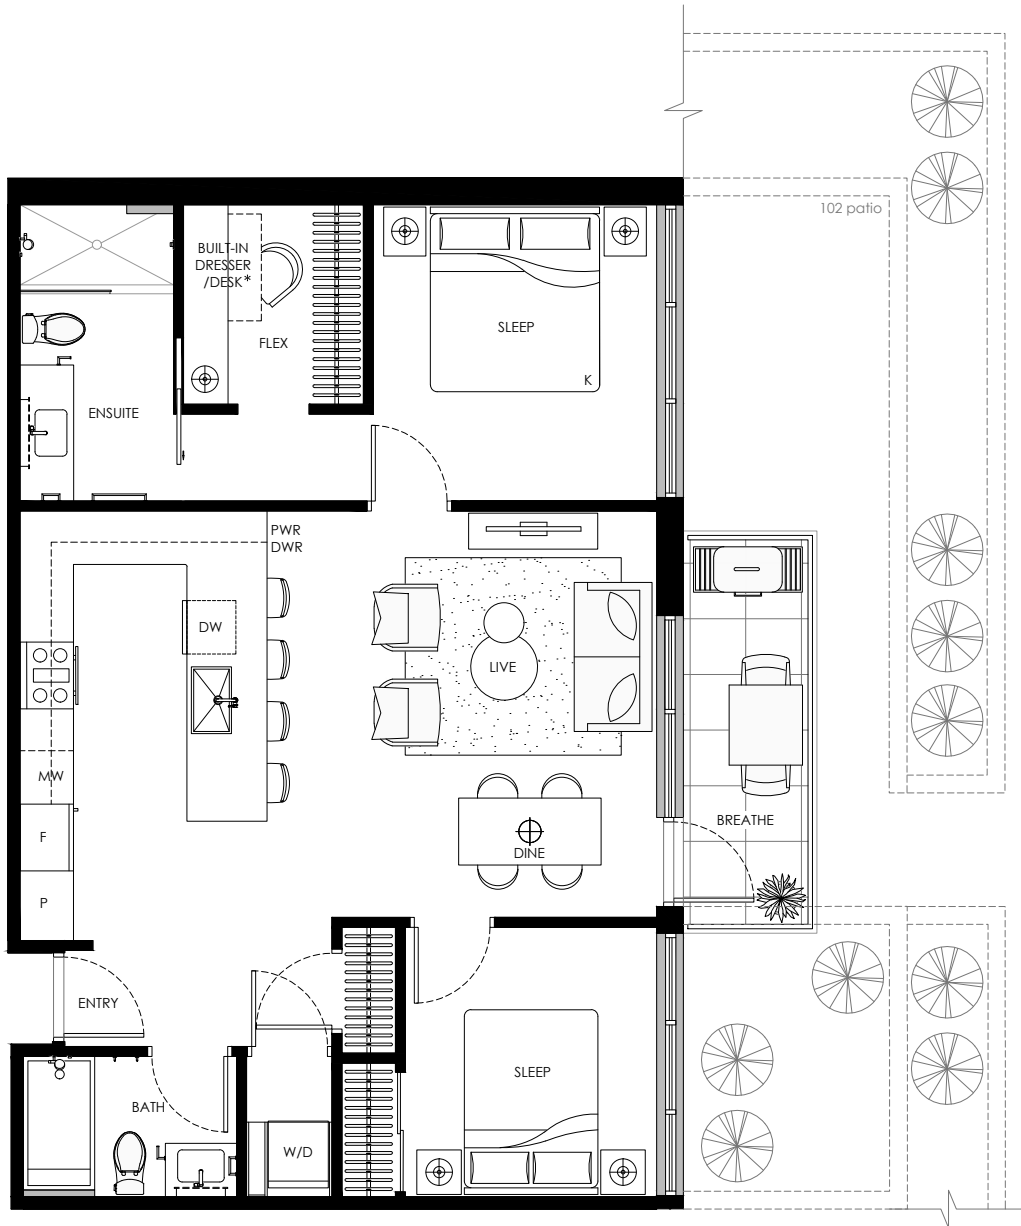 102 patio
BUILT-IN
DRESSER
/DESK*
SLEEP
FLEX
K
ENSUITE
PWR
DWR
DW
LIVE
MW
BREATHE
F
DINE
P
ENTRY
SLEEP
BATH
W/D